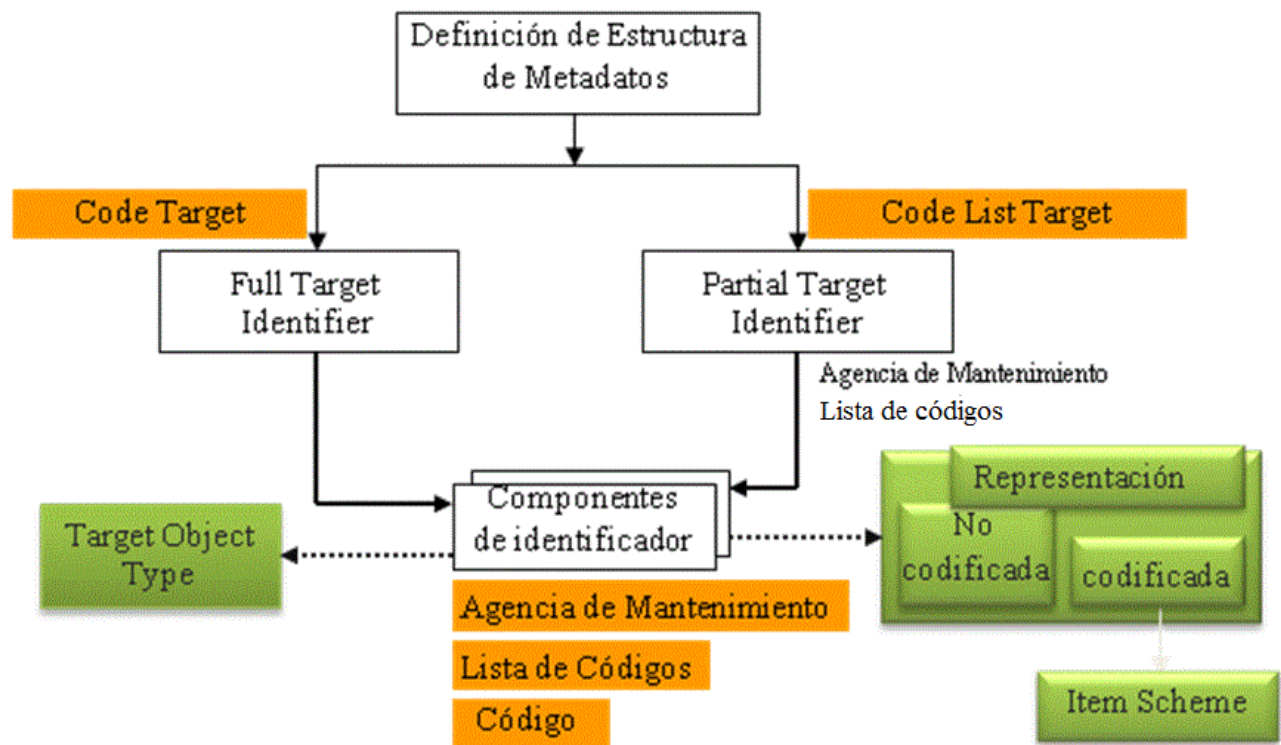 Definición de Estructura
de Metadatos
Code Target
Code List Target
Full Target
Identifier
Partial Target
Identifier
Agencia de Mantenimiento
Lista de códigos
Componentes
de identificador
Target Object
Type
Representación
No
codificada
codificada
Agencia de Mantenimiento
Lista de Códigos
Código
Item Scheme